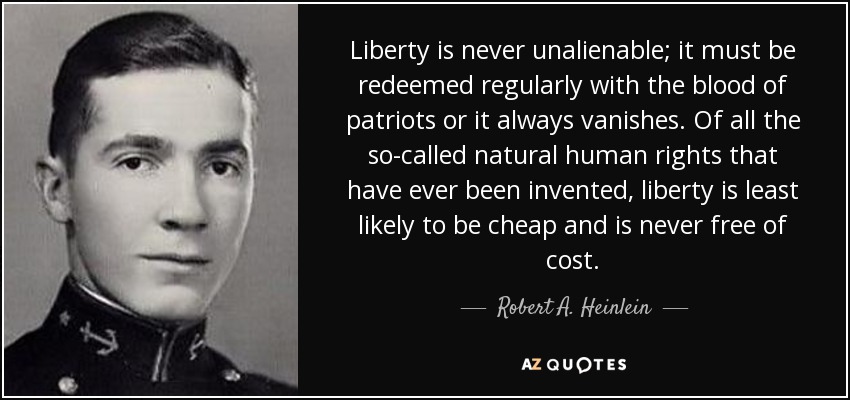 Liberty is never unalienable; it must be
redeemed regularly with the blood of
patriots or it always vanishes. Of all the
so-called natural human rights that
have ever been invented, liberty is least
likely to be cheap and is never free of
cost.
Robert A. Heinlein
AZ QUOTES